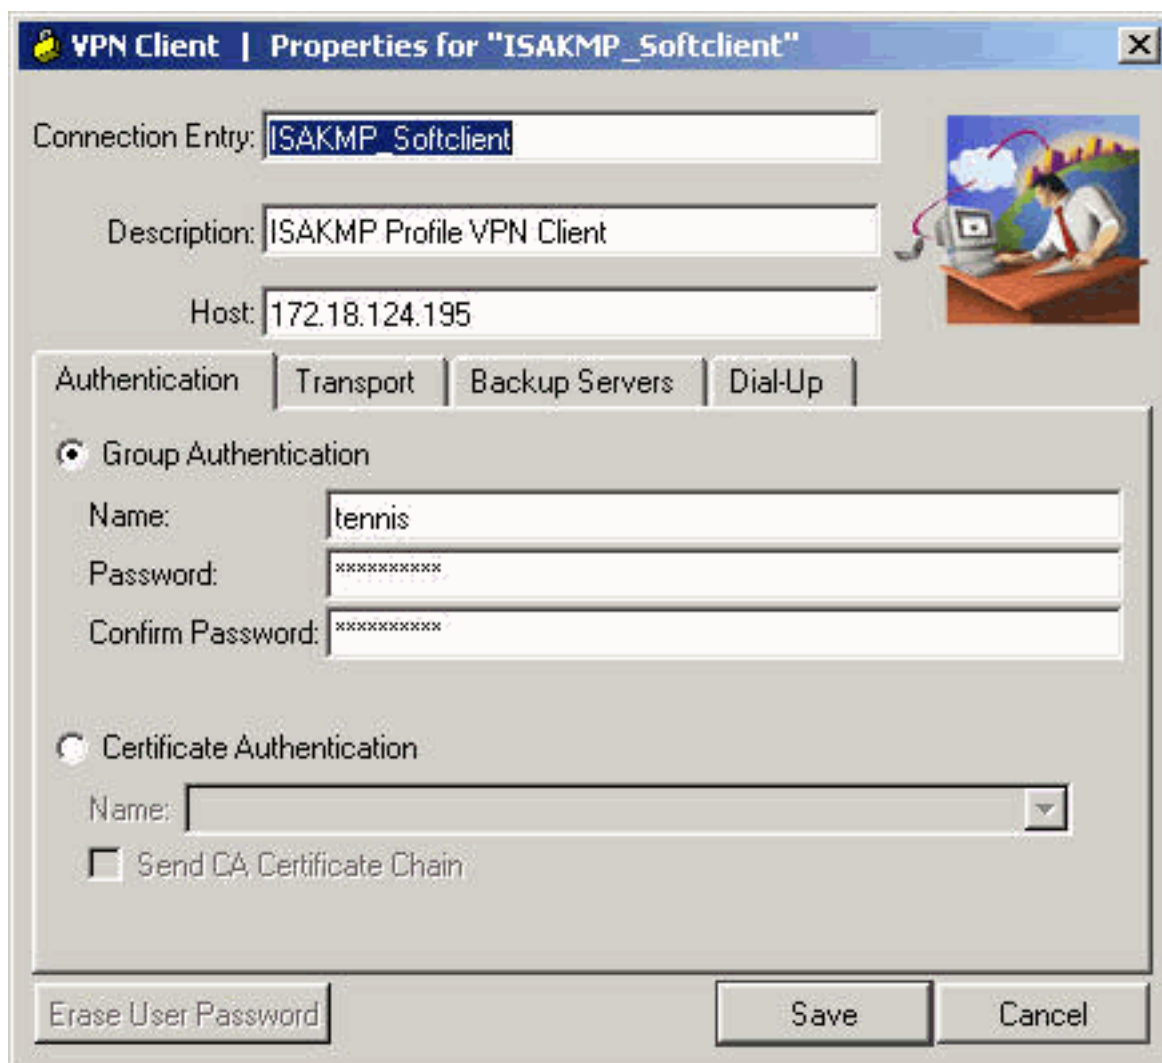 VPN Client | Properties for "ISAKMP_Softclient"
Connection Entry: ISAKMP_Softclient
Description: ISAKMP Profile VPN Client
Host: 172.18.124.195
Authentication Transport Backup Servers Dial-Up
Group Authentication
Name: tennis
Password: **********
Confirm Password: **********
Certificate Authentication
Name:
Send CA Certificate Chain
Erase User Password Save Cancel